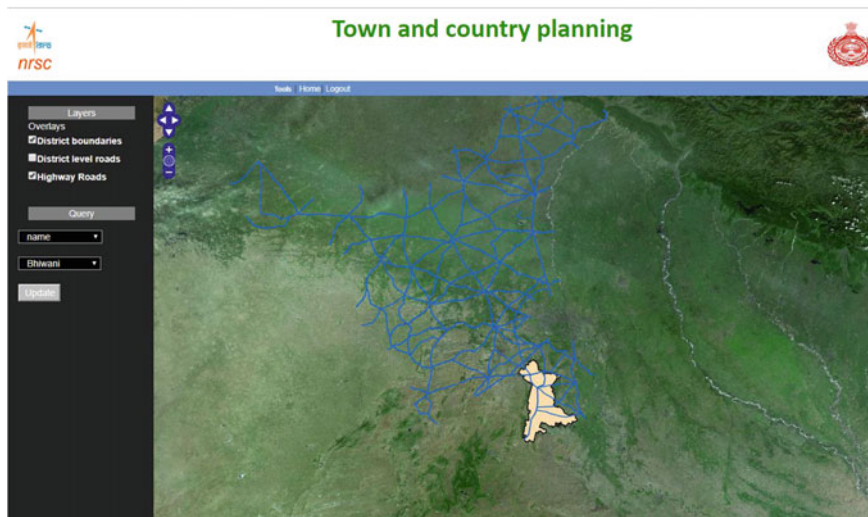 Town and country planning
nrsc
Tools Home Logout
Layers
Overlays
District boundaries
District level roads
Highway Roads
Query
name
Bhiwani
Update